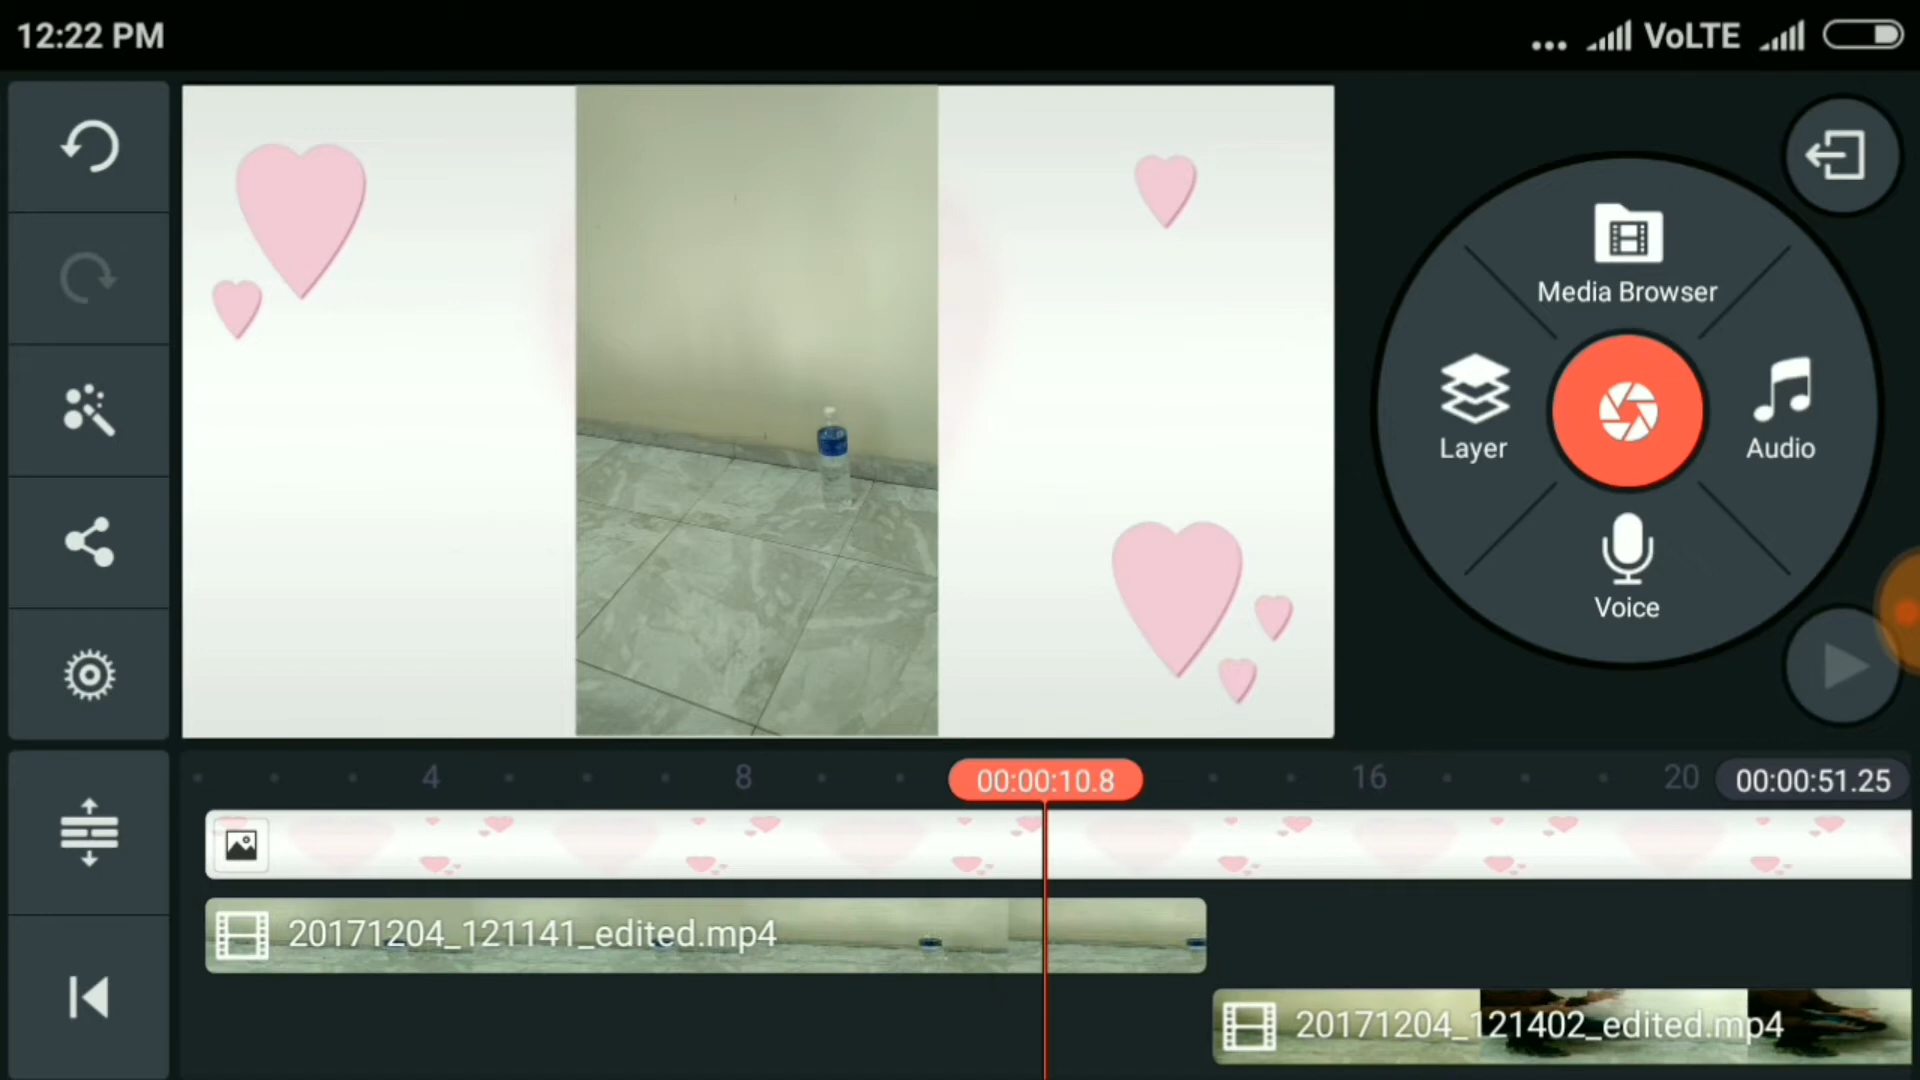 12:22 PM
... VoLTE
Media Browser
Layer
Audio
Voice
4
8
00:00:10.8
16
20
00:00:51.25
20171204_121141_edited.mp4
20171204_121402_edited.mp4